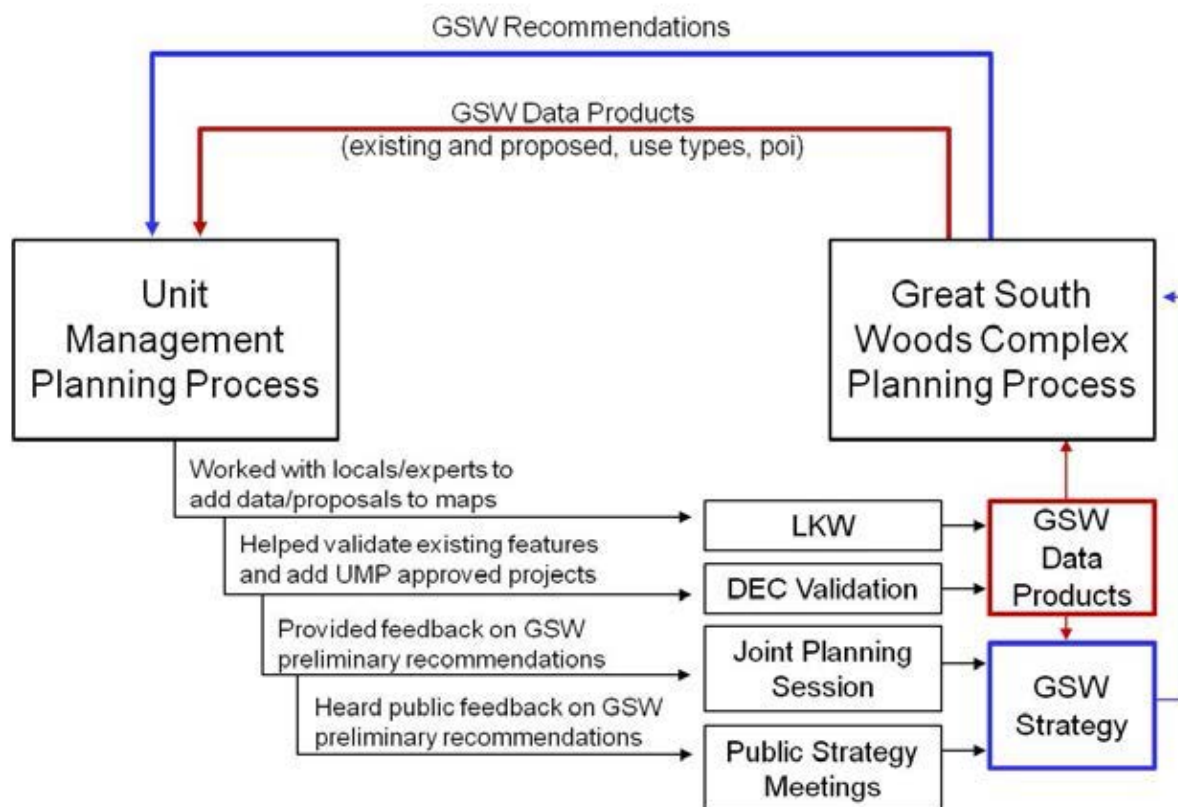 GSW Recommendations
GSW Data Products
(existing and proposed, use types, poi)
Unit
Management
Planning Process
Great South
Woods Complex
Planning Process
Worked with locals/experts to
add data/proposals to maps
LKW
GSW
Data
Products
Helped validate existing features
and add UMP approved projects
DEC Validation
Provided feedback on GSW
preliminary recommendations
Joint Planning
Session
GSW
Strategy
Heard public feedback on GSW
preliminary recommendations
Public Strategy
Meetings